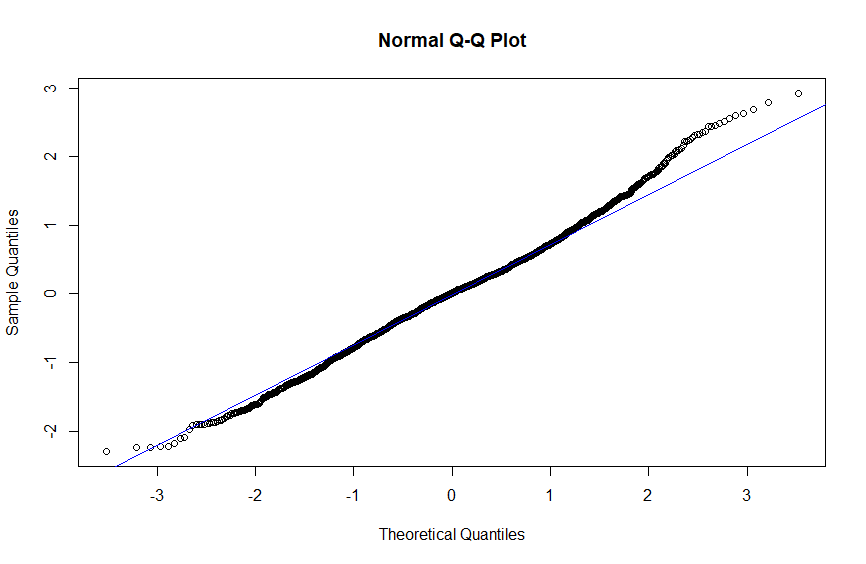 Normal Q-Q Plot
3
2
1
0
-1
-2
Sample Quantiles
-3 -2 -1 0 1 2 3
Theoretical Quantiles